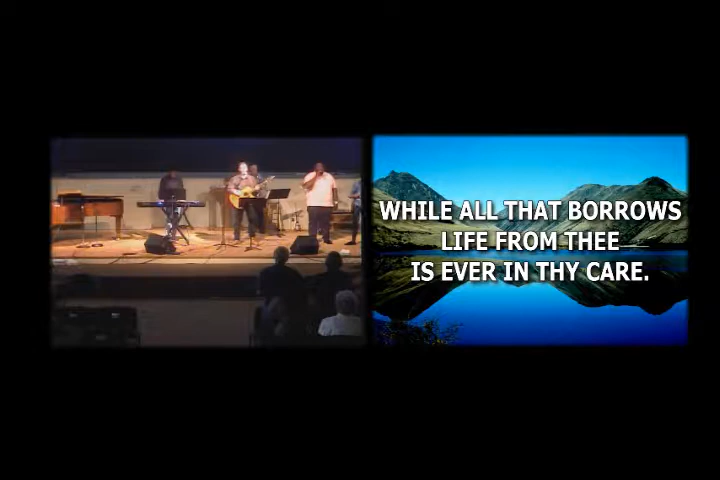 WHILE ALL THAT BORROWS
LIFE FROM THEE
IS EVER IN THY CARE.